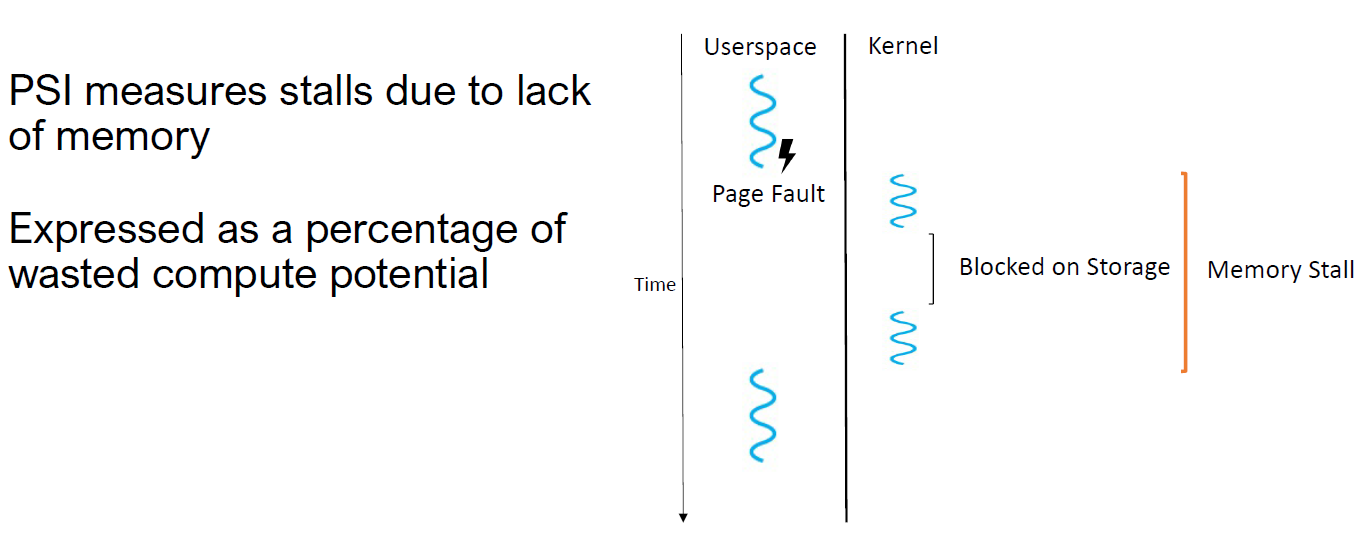 PSI measures stalls due to lack
of memory
Expressed as a percentage of
wasted compute potential
Userspace
Kernel
Page Fault
Blocked on Storage
Memory Stall
Time